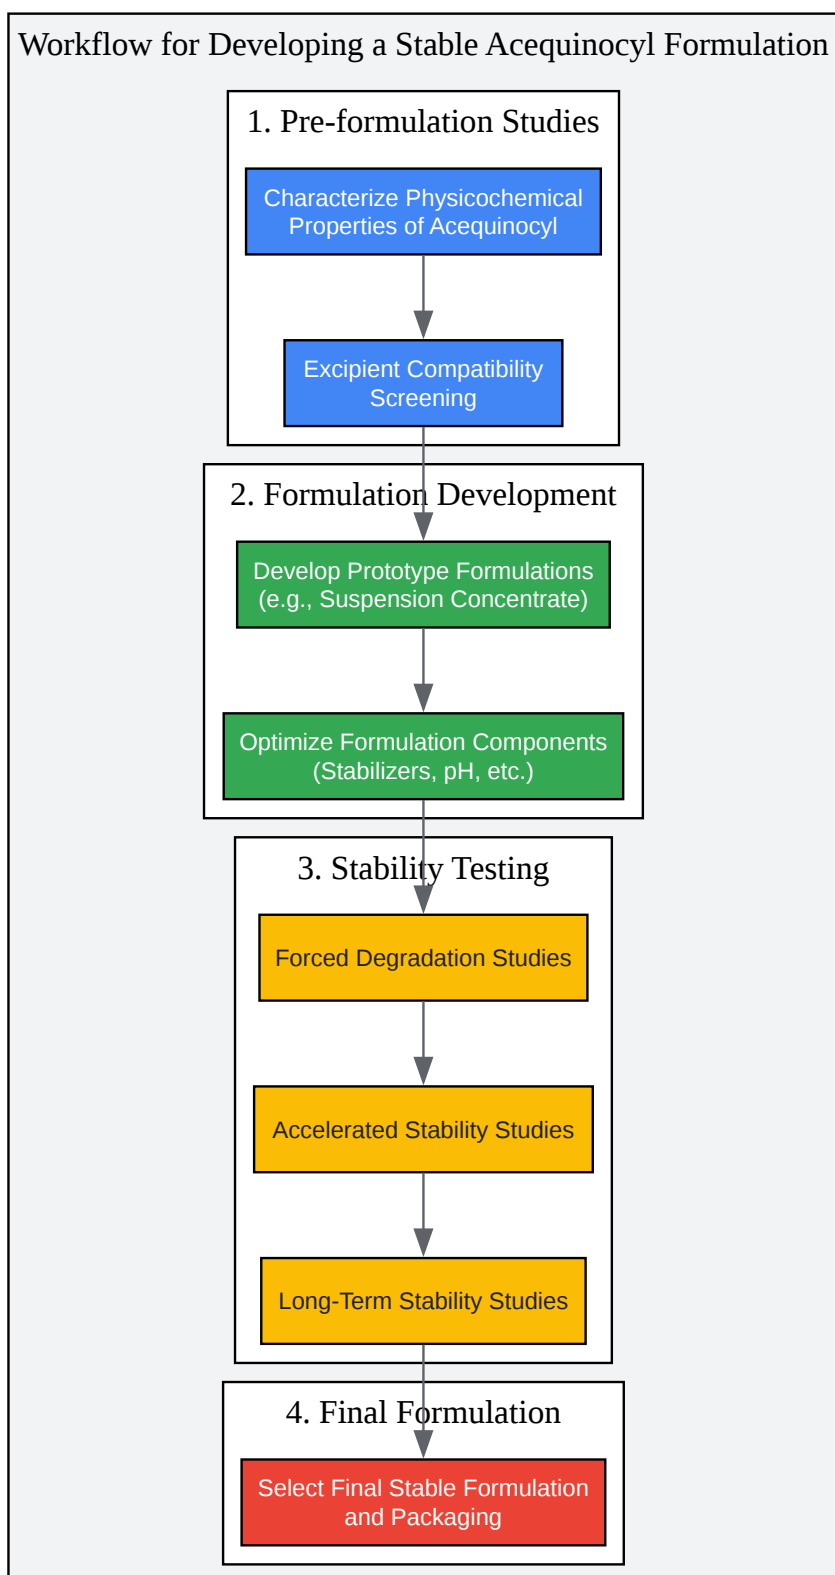 Workflow for Developing a Stable Acequinocyl Formulation
1. Pre-formulation Studies
Characterize Physicochemical
Properties of Acequinocyl
Excipient Compatibility
Screening
2. Formulation Development
Develop Prototype Formulations
(e.g., Suspension Concentrate)
Optimize Formulation Components
(Stabilizers, pH, etc.)
3. Stability Testing
Forced Degradation Studies
Accelerated Stability Studies
Long-Term Stability Studies
4. Final Formulation
Select Final Stable Formulation
and Packaging